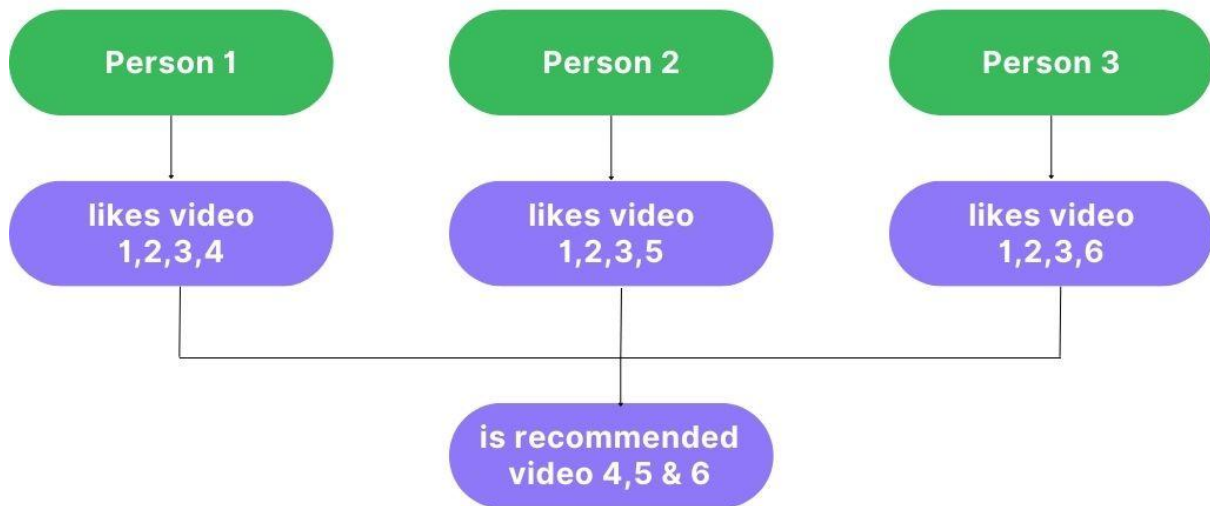 Person 1
Person 2
Person 3
likes video
1,2,3,4
likes video
1,2,3,5
likes video
1,2,3,6
is recommended
video 4,5 & 6